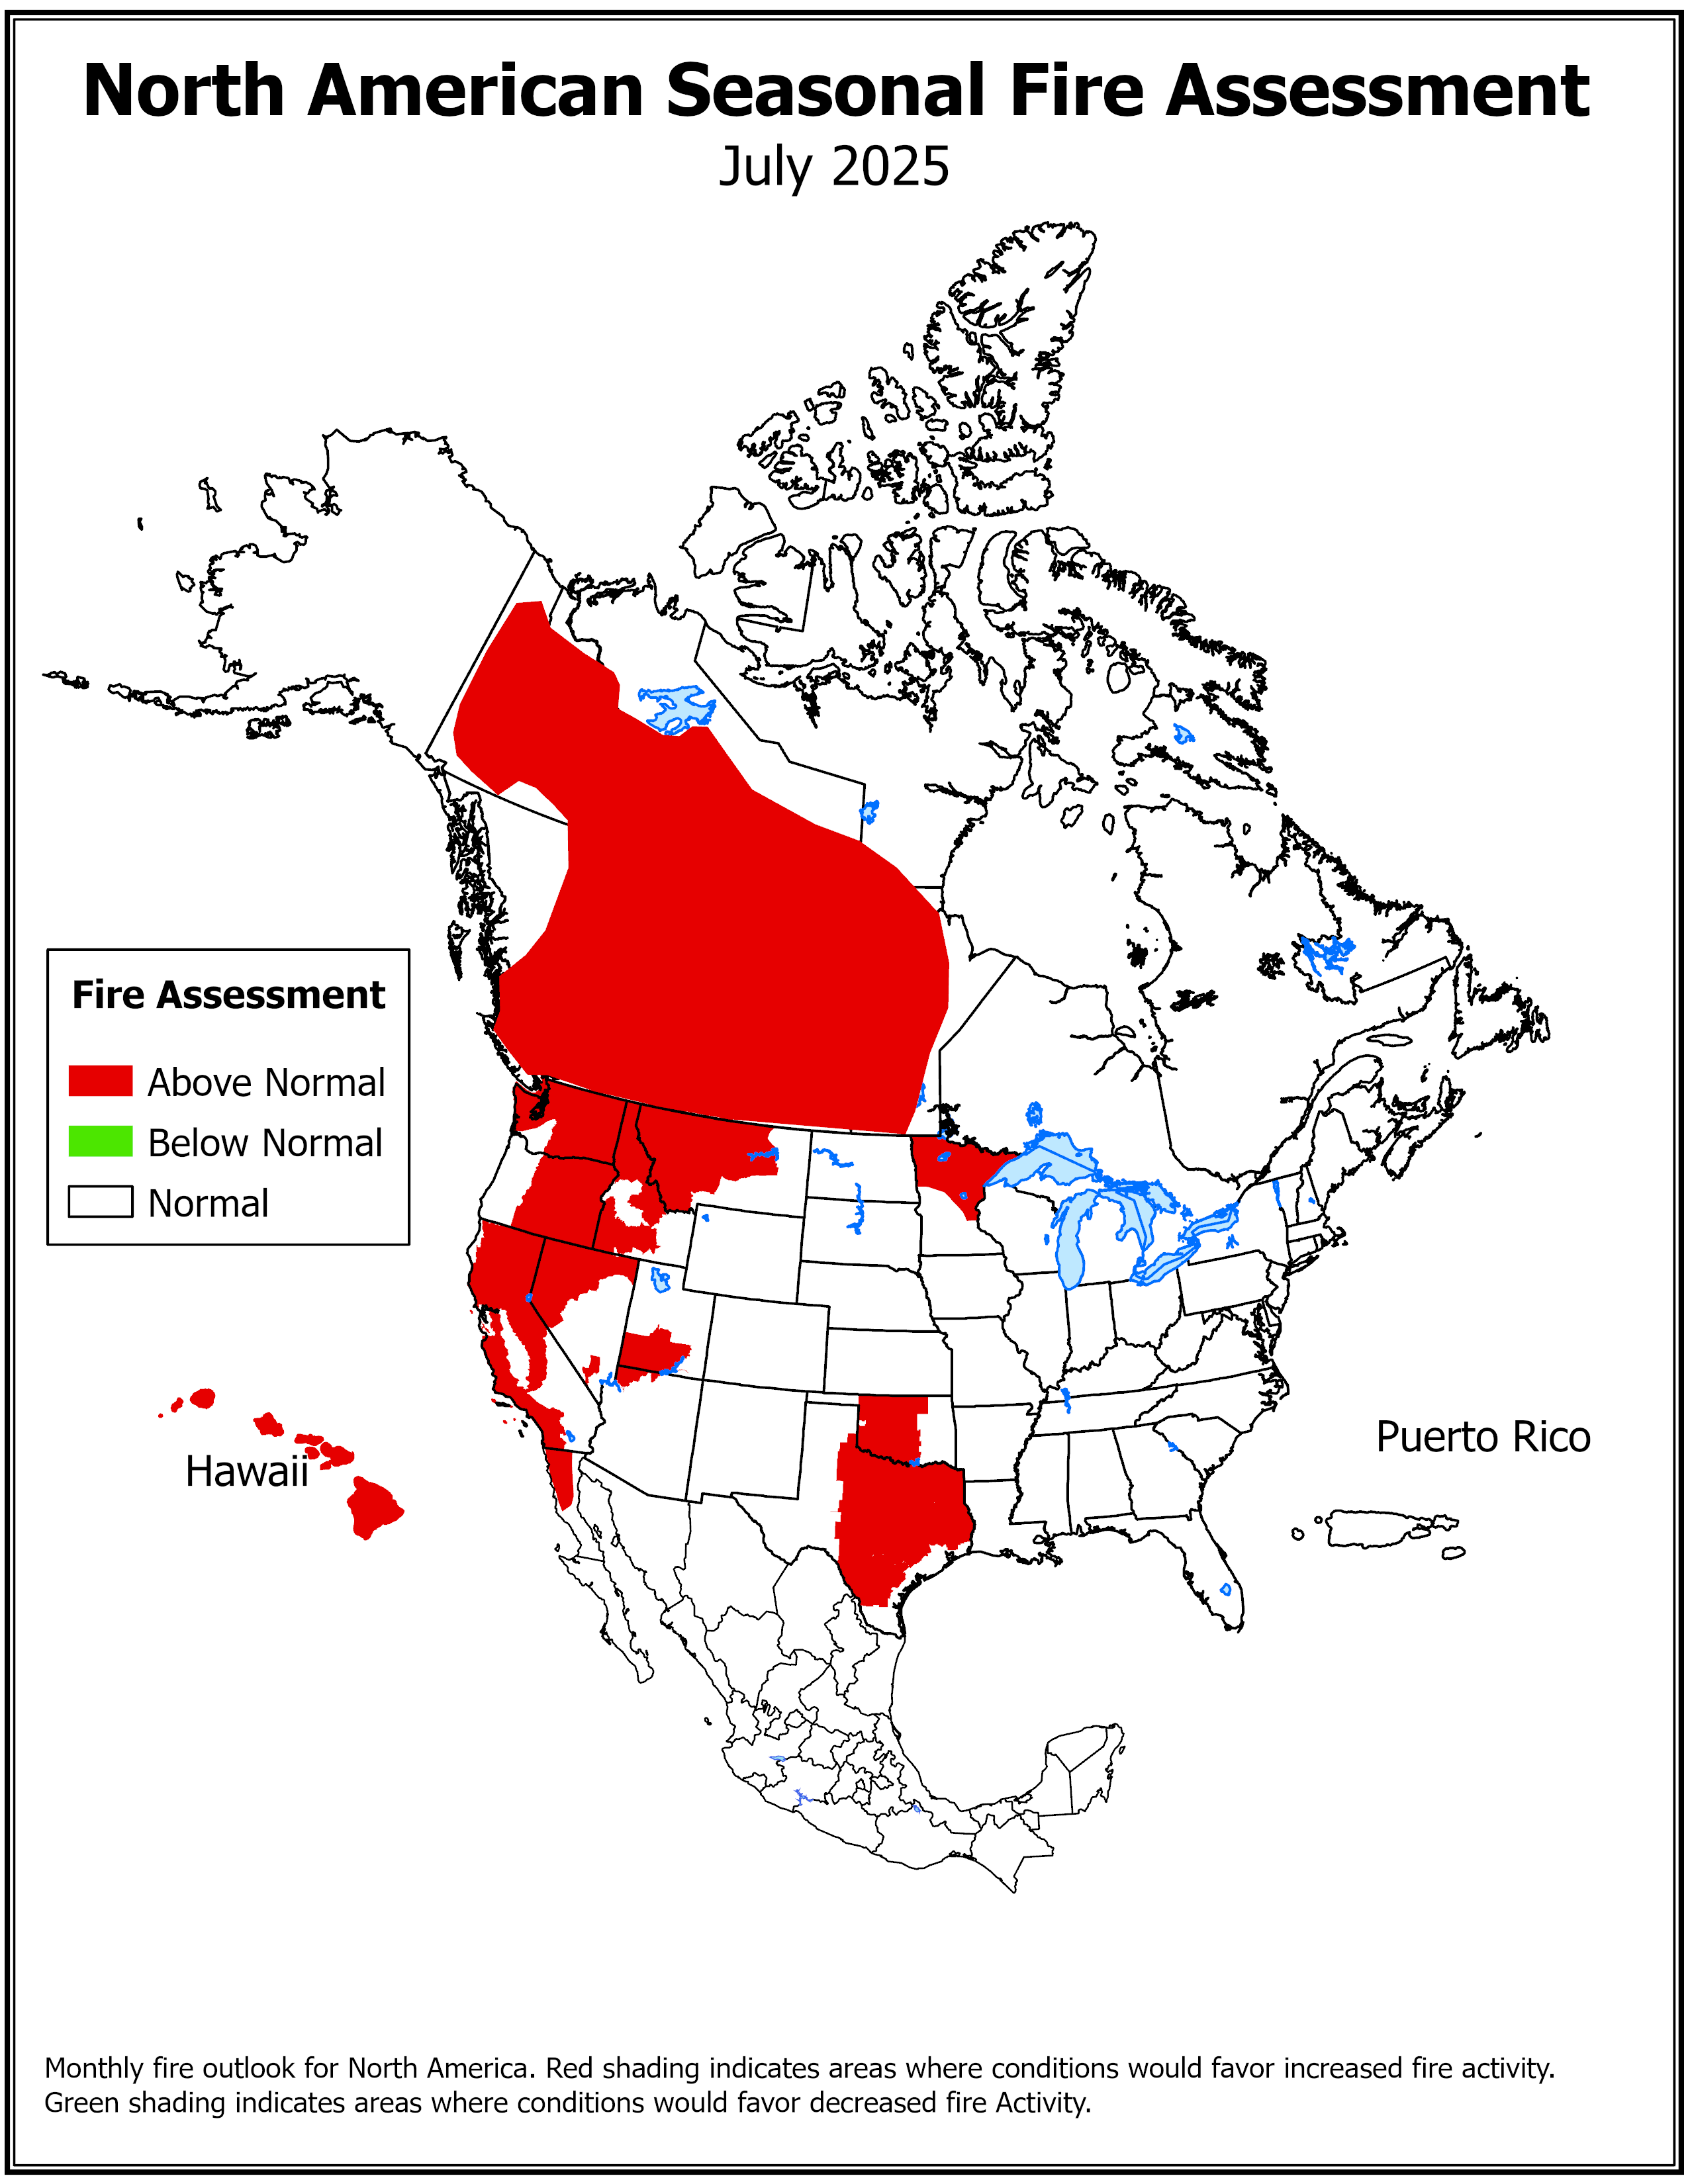 North American Seasonal Fire Assessment
July 2025
Fire Assessment
Above Normal
Below Normal
Normal
Hawaii
Puerto Rico
Monthly fire outlook for North America. Red shading indicates areas where conditions would favor increased fire activity.
Green shading indicates areas where conditions would favor decreased fire Activity.